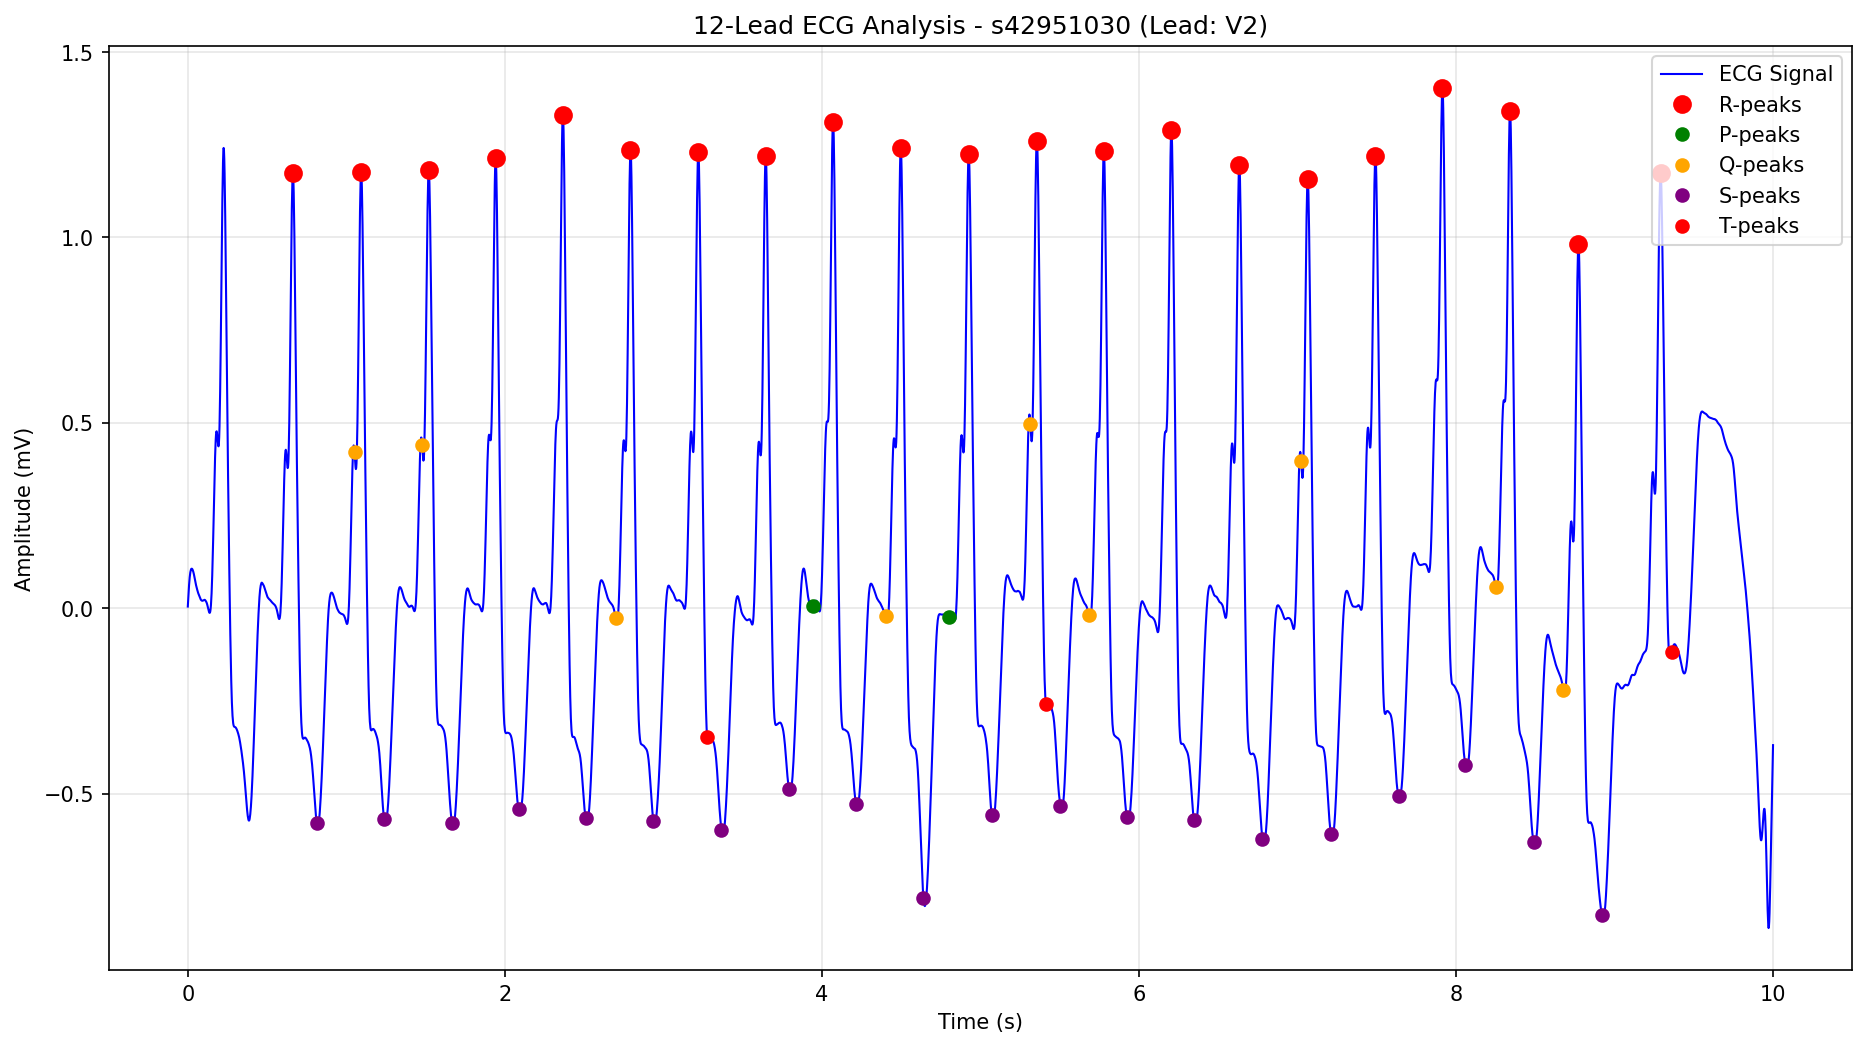 12-Lead ECG Analysis - s42951030 (Lead: V2)
ECG Signal
R-peaks
P-peaks
Q-peaks
S-peaks
T-peaks
Amplitude (mV)
1.5
1.0
0.5
0.0
−0.5
0 2 4 6 8 10
Time (s)